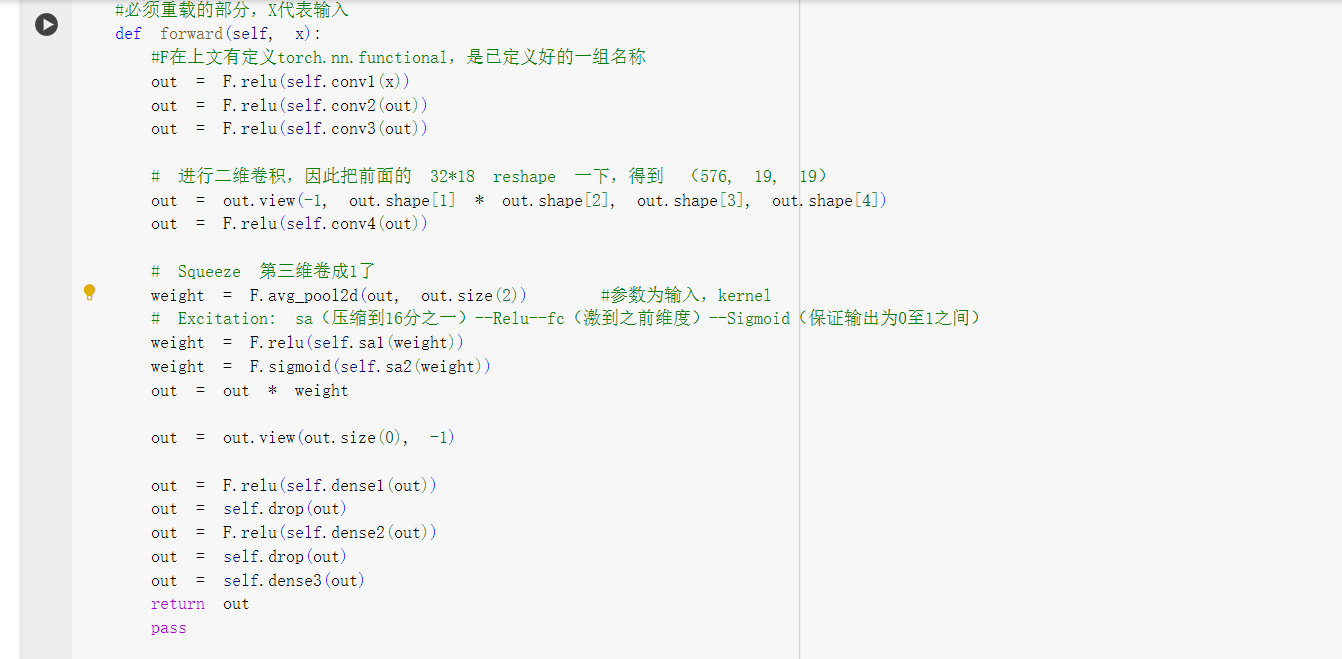 #必须重载的部分，X代表输入
def forward(self, x):
#F在上文有定义torch.nn.functional，是已定义好的一组名称
out = F.relu(self.conv1(x))
out = F.relu(self.conv2(out))
out = F.relu(self.conv3(out))
# 进行二维卷积，因此把前面的 32*18 reshape 一下，得到 （576, 19, 19）
out = out.view(-1, out.shape[1] * out.shape[2], out.shape[3], out.shape[4])
out = F.relu(self.conv4(out))
# Squeeze 第三维卷成1了
weight = F.avg_pool2d(out, out.size(2)) #参数为输入，kernel
# Excitation: sa（压缩到16分之一）--Relu--fc（激到之前维度）--Sigmoid（保证输出为0至1之间）
weight = F.relu(self.sa1(weight))
weight = F.sigmoid(self.sa2(weight))
out = out * weight
out = out.view(out.size(0), -1)
out = F.relu(self.dense1(out))
out = self.drop(out)
out = F.relu(self.dense2(out))
out = self.drop(out)
out = self.dense3(out)
return out
pass